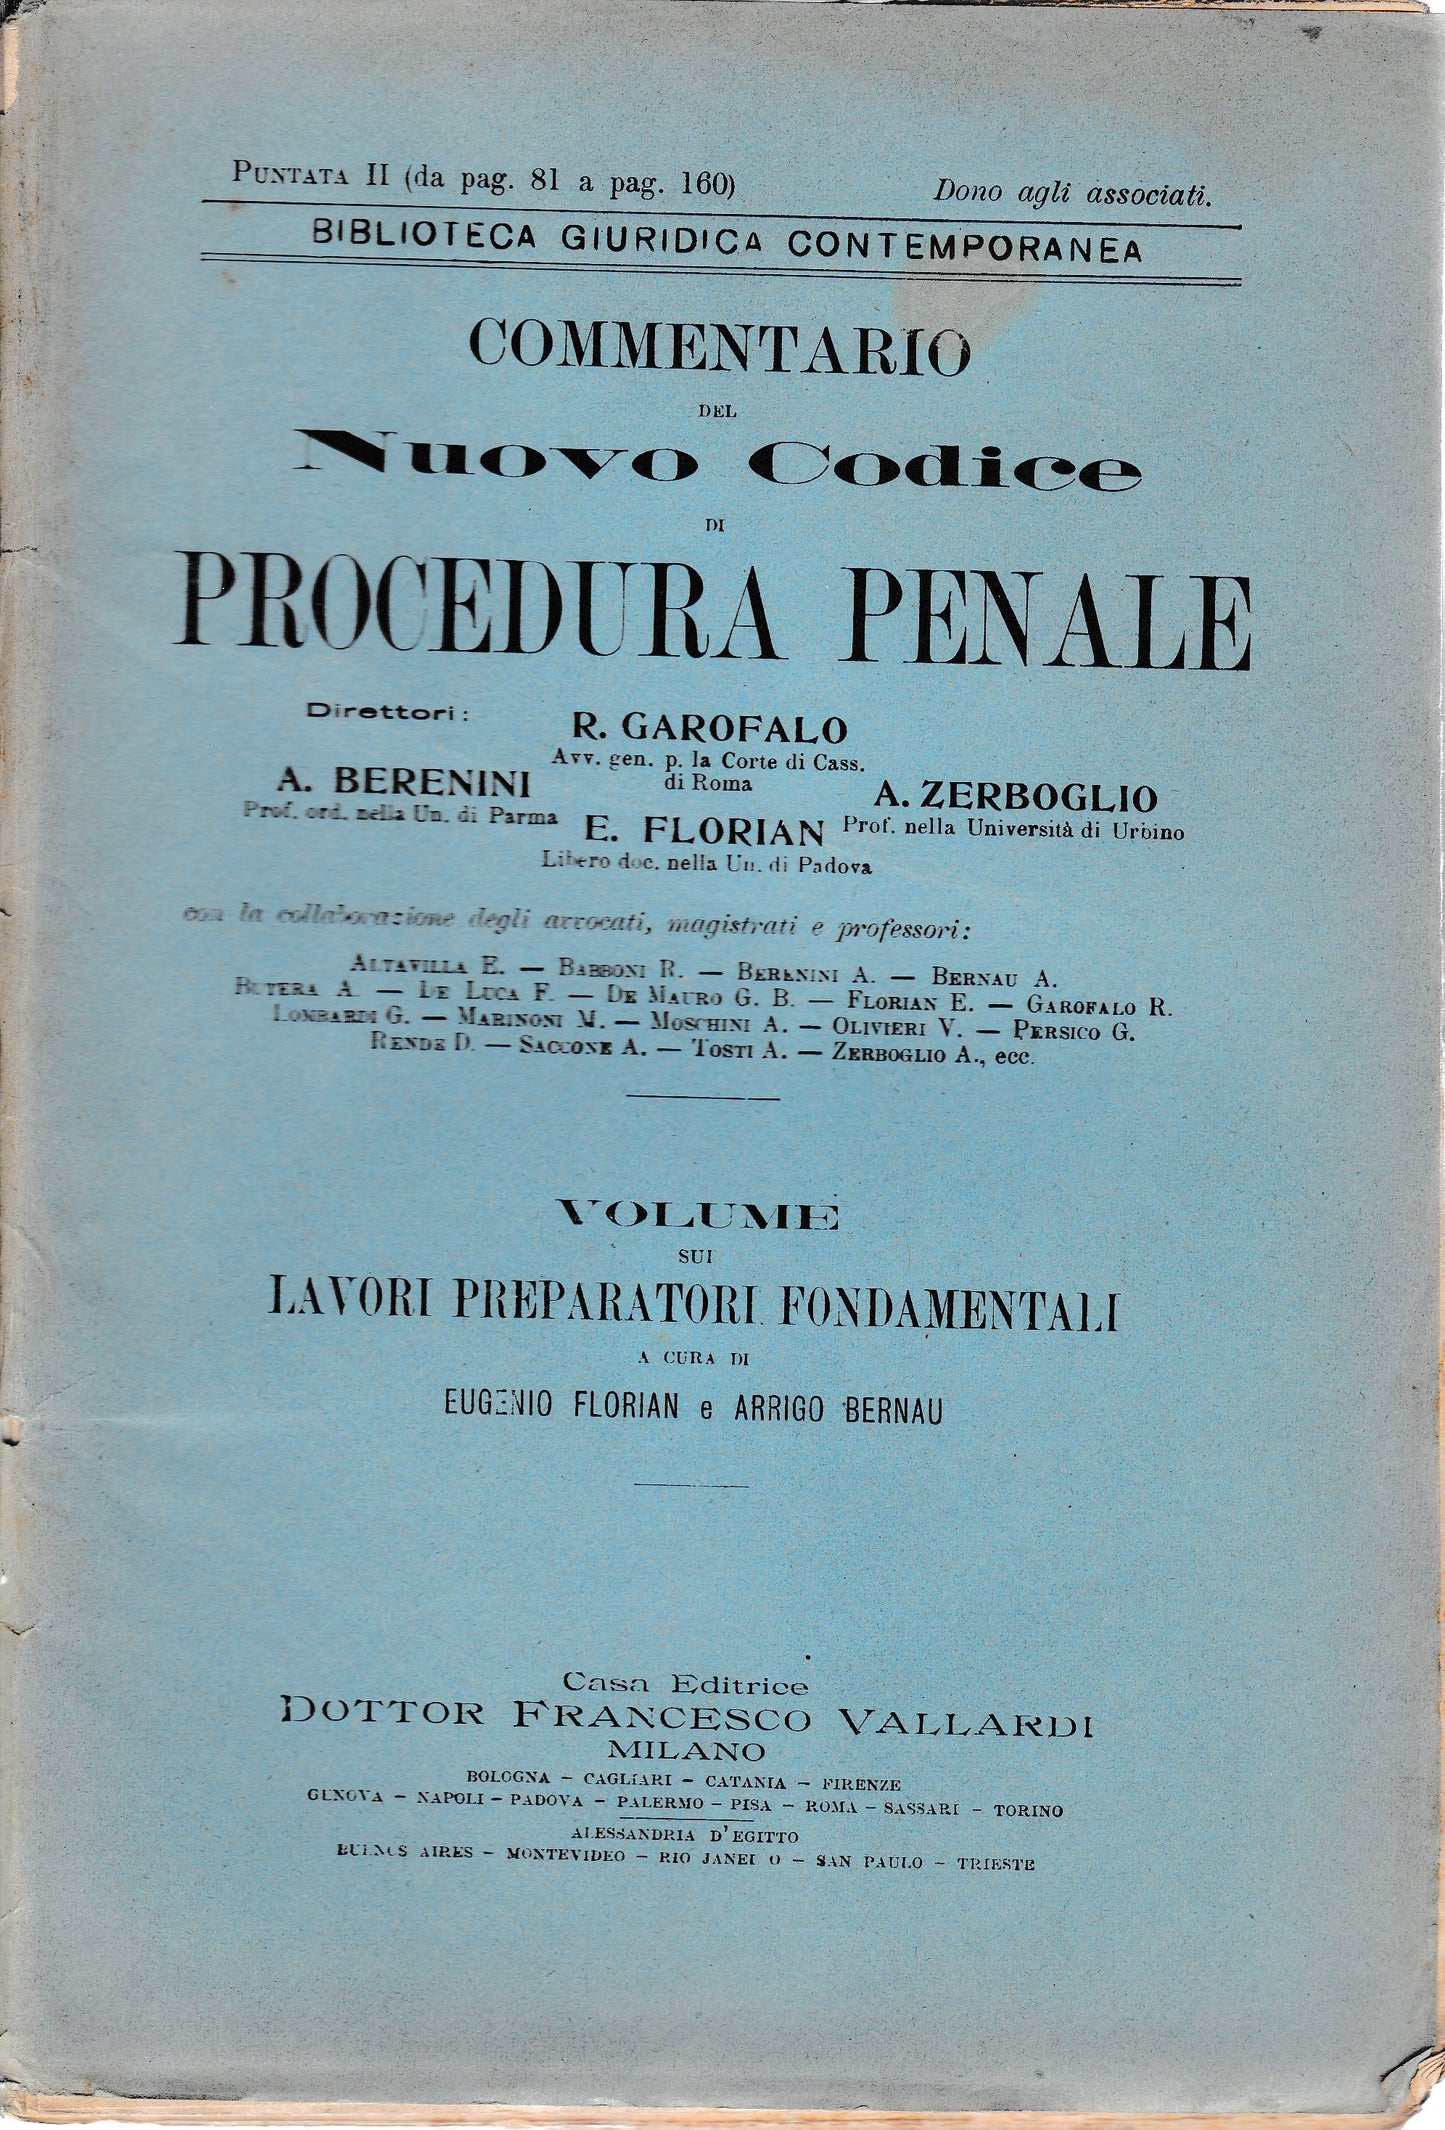 PUNTATA II (da pag. 81 a pag. 160) Dono agli associati.
BIBLIOTECA GIURIDICA CONTEMPORANEA
COMMENTARIO
DEL
Nuovo Codice
DI
PROCEDURA PENALE
Direttori:
R. GAROFALO
Avv. gen. p. la Corte di Cass.
di Roma
A. BERENINI
Prof. ord. nella Un. di Parma
A. ZERBOGLIO
Prof. nella Università di Urbino
E. FLORIAN
Libero doc. nella Un. di Padova
con la collaborazione degli avvocati, magistrati e professori:
ALTAVILLA E. — BABBONI R. — BERENINI A. — BERNAU A.
BUTERA A. — DE LUCA F. — DE MAURO G. B. — FLORIAN E. — GAROFALO R.
LOMBARDI G. — MARINONI M. — MOSCHINI A. — OLIVIERI V. — PERSICO G.
RENDE D. — SACCONE A. — TOSTI A. — ZERBOGLIO A., ecc.
VOLUME
SUI
LAVORI PREPARATORI FONDAMENTALI
A CURA DI
EUGENIO FLORIAN e ARRIGO BERNAU
Casa Editrice
DOTTOR FRANCESCO VALLARDI
MILANO
BOLOGNA – CAGLIARI – CATANIA – FIRENZE
GENOVA – NAPOLI – PADOVA – PALERMO – PISA – ROMA – SASSARI – TORINO
ALESSANDRIA D'EGITTO
BUENOS AIRES – MONTEVIDEO – RIO JANEIRO – SAN PAULO – TRIESTE